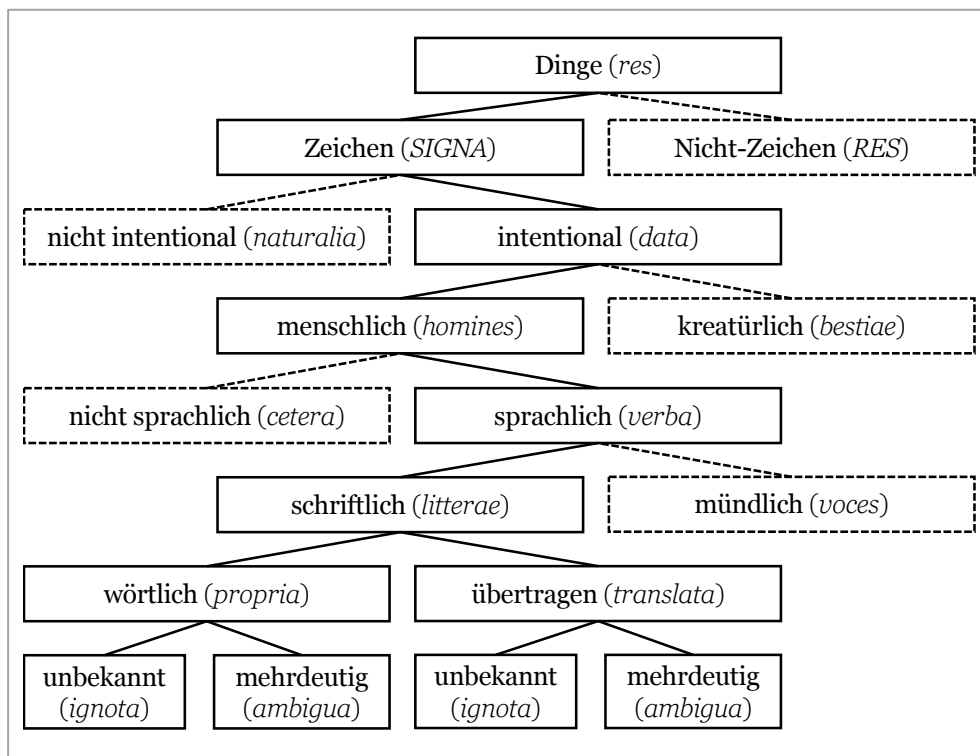 Dinge (res)
Zeichen (SIGNA)
Nicht-Zeichen (RES)
nicht intentional (naturalia)
intentional (data)
menschlich (homines)
kreatürlich (bestiae)
nicht sprachlich (cetera)
sprachlich (verba)
schriftlich (litterae)
mündlich (voces)
wörtlich (propria)
übertragen (translata)
unbekannt
(ignota)
mehrdeutig
(ambigua)
unbekannt
(ignota)
mehrdeutig
(ambigua)